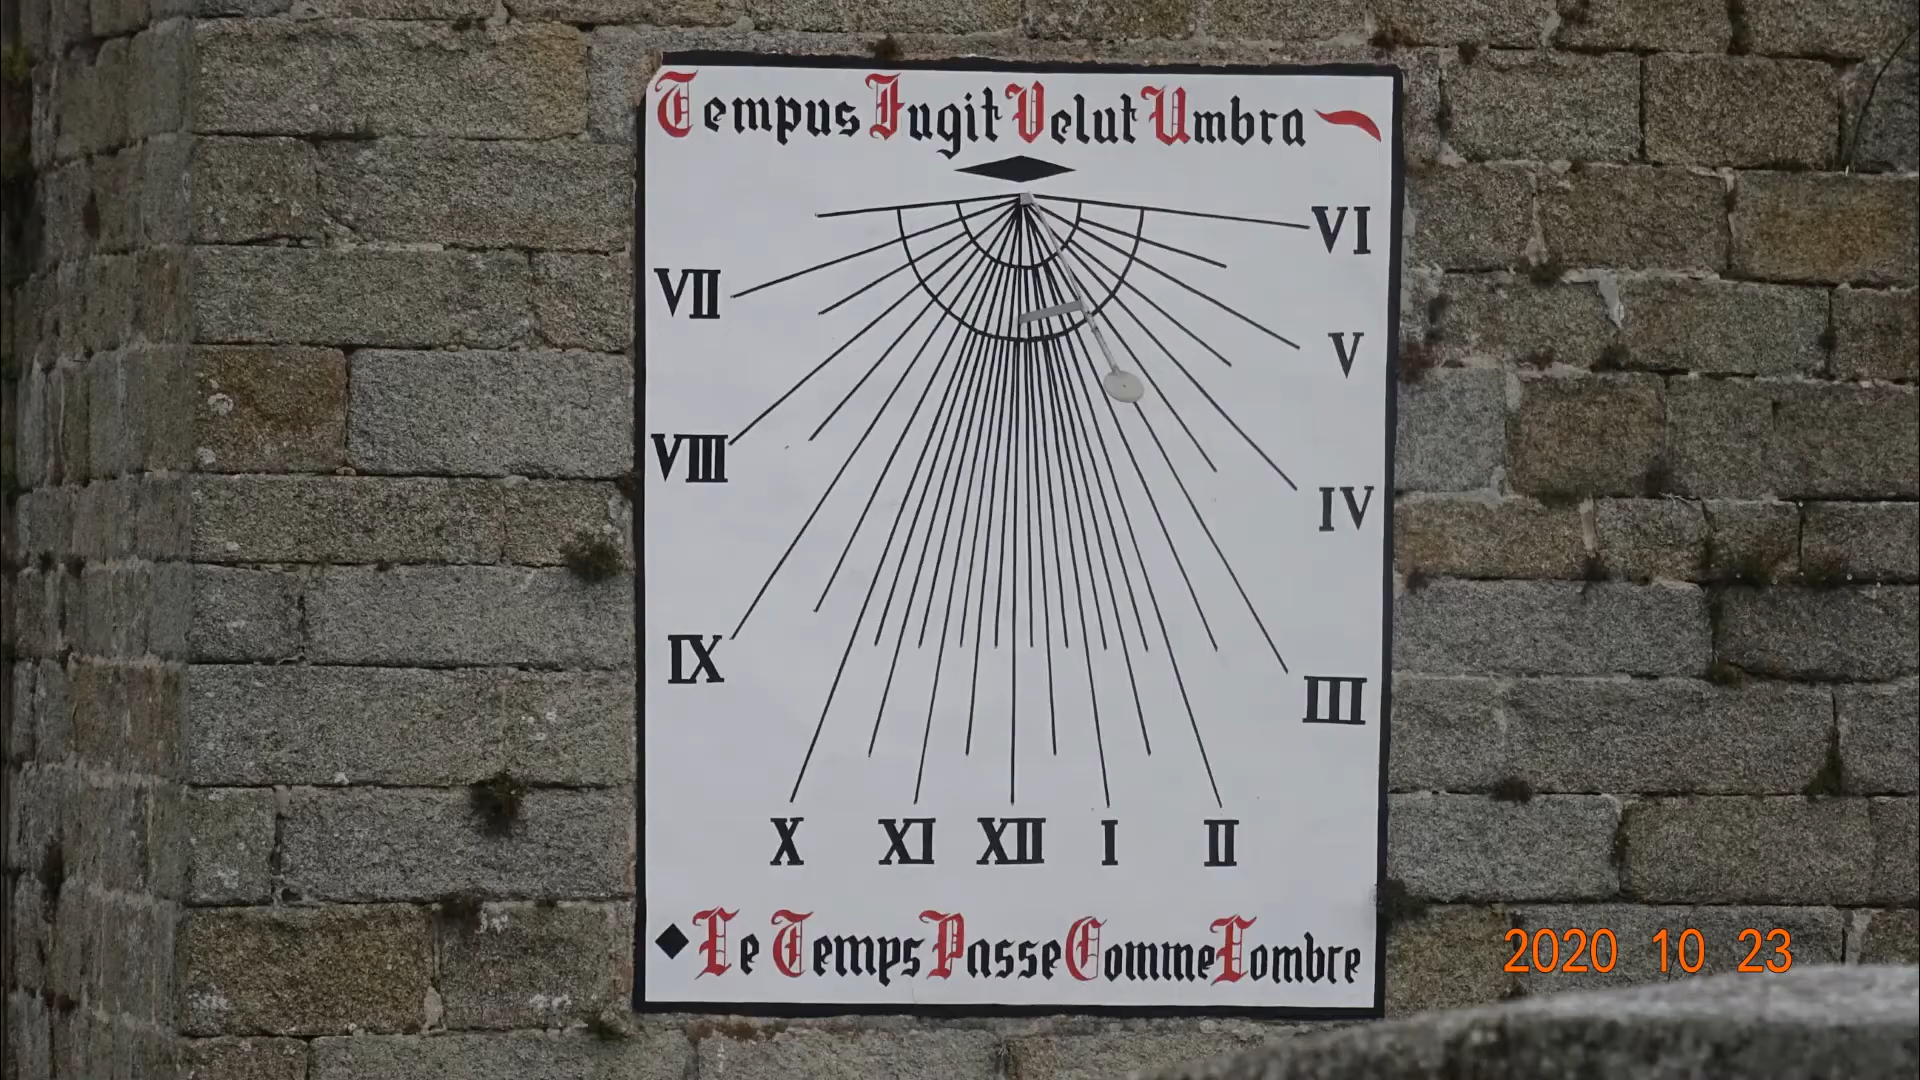 Tempus Fugit Velut Umbra
VI
VII
V
VIII
IV
IX
III
X XI XII I II
Le Temps Passe Comme L'ombre
2020 10 23